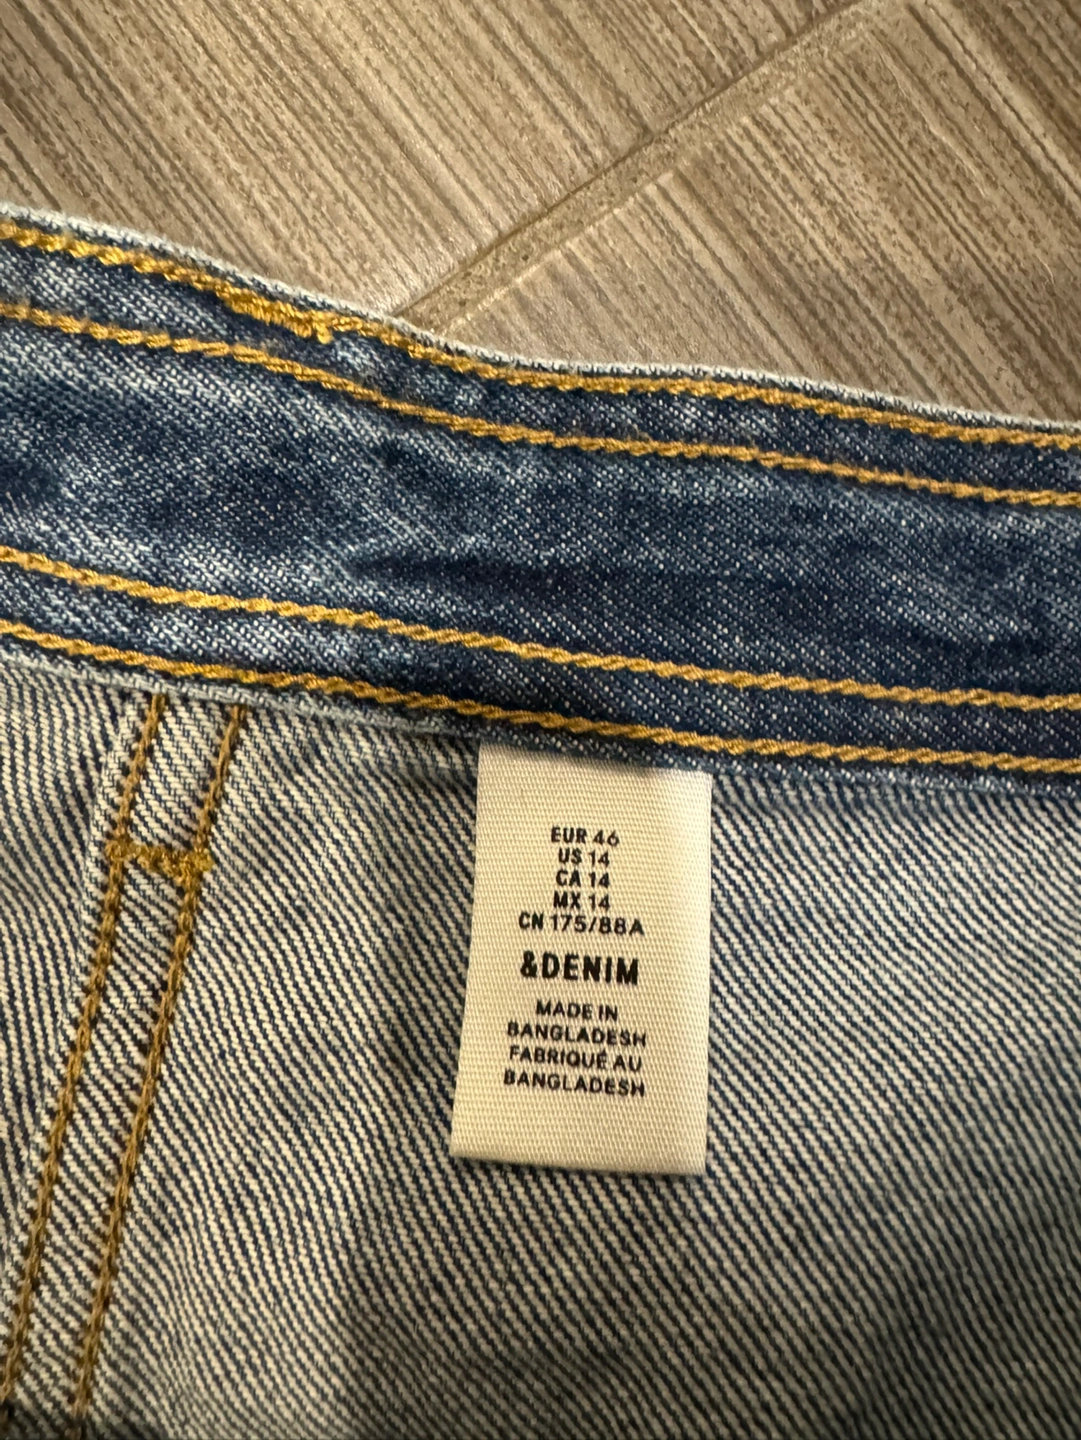 EUR 46
US 14
CA 14
MX 14
CN 175/88A
&DENIM
MADE IN
BANGLADESH
FABRIQUÉ AU
BANGLADESH